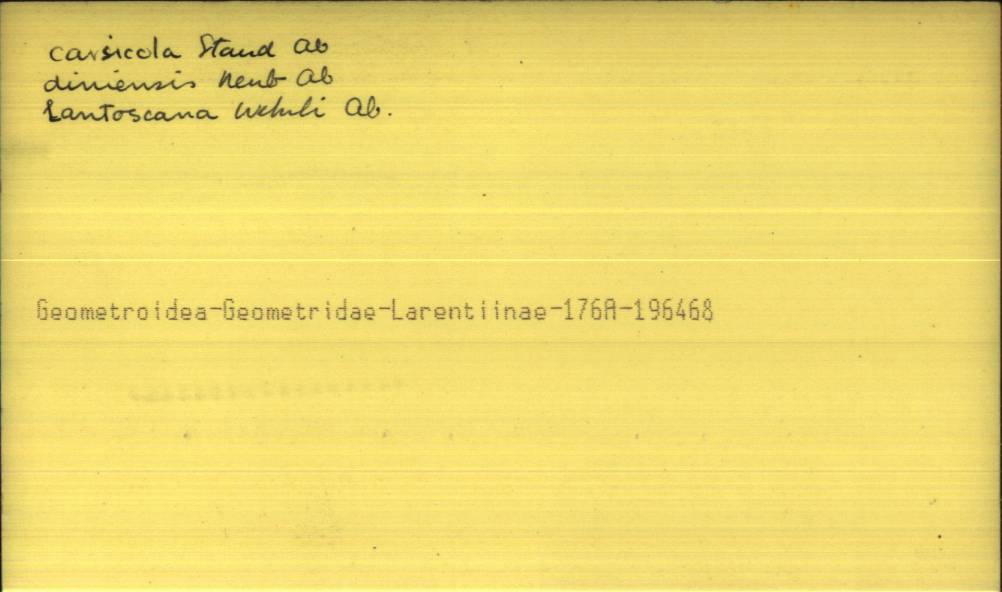 carsicola Staud Ab
diniensis Neub Ab
Lantoscana Wehrli Ab.
Geometroidea-Geometridae-Larentiinae-176A-196468